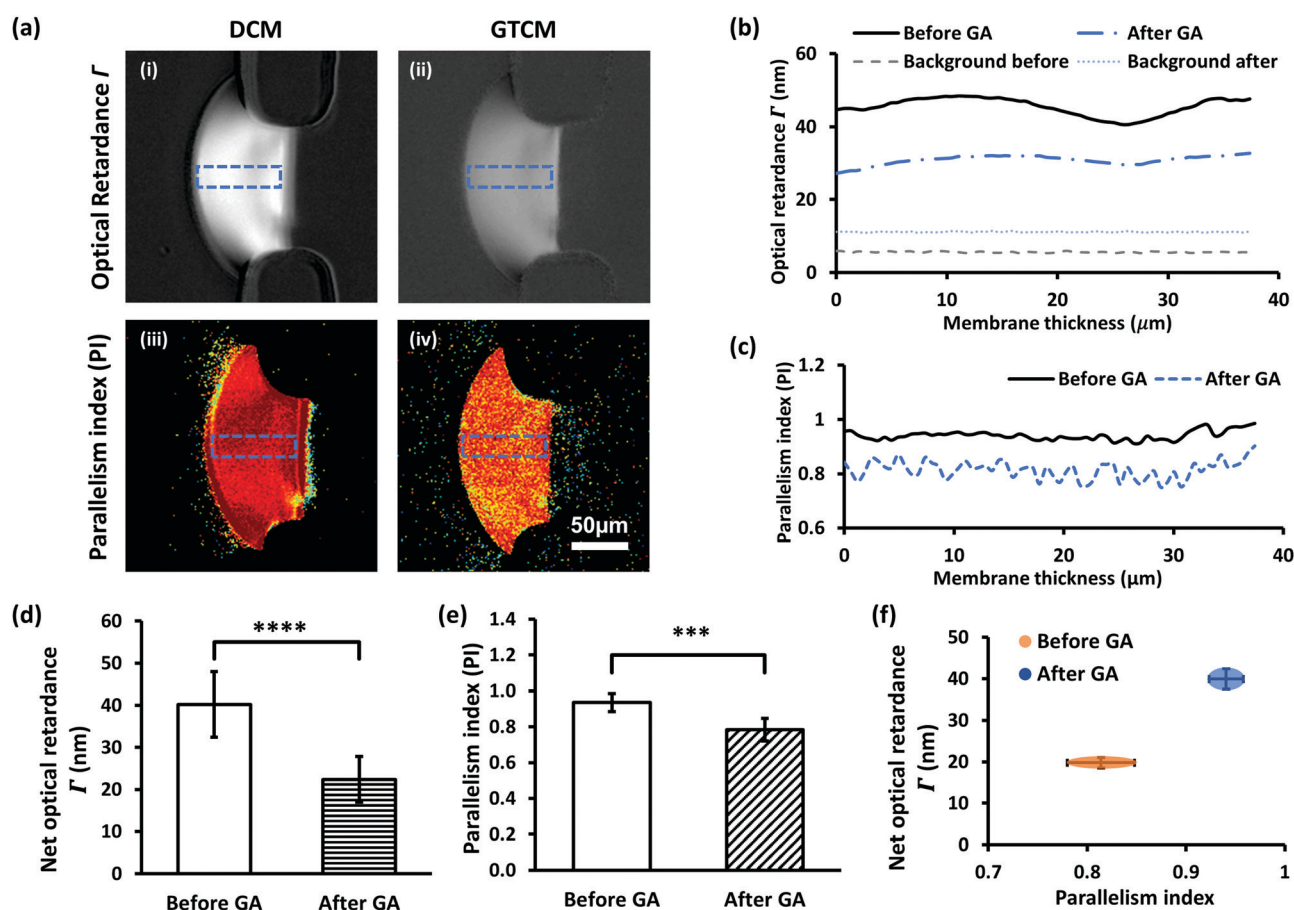 (a)
DCM
GTCM
Optical Retardance Γ
(i)
(ii)
Parallelism index (PI)
(iii)
(iv)
50µm
(b)
Before GA
After GA
Background before
Background after
Optical retardance Γ (nm)
60
40
20
0
0
10
20
30
40
Membrane thickness (µm)
(c)
Parallelism index (PI)
1.2
1
0.8
0.6
Before GA
After GA
0
10
20
30
40
Membrane thickness (µm)
(d)
Net optical retardance
Γ (nm)
60
50
40
30
20
10
0
****
Before GA
After GA
(e)
Parallelism index (PI)
1.4
1.2
1.0
0.8
0.6
0.4
0.2
0.0
***
Before GA
After GA
(f)
Net optical retardance
Γ (nm)
50
40
30
20
10
0
Before GA
After GA
0.7
0.8
0.9
1
Parallelism index